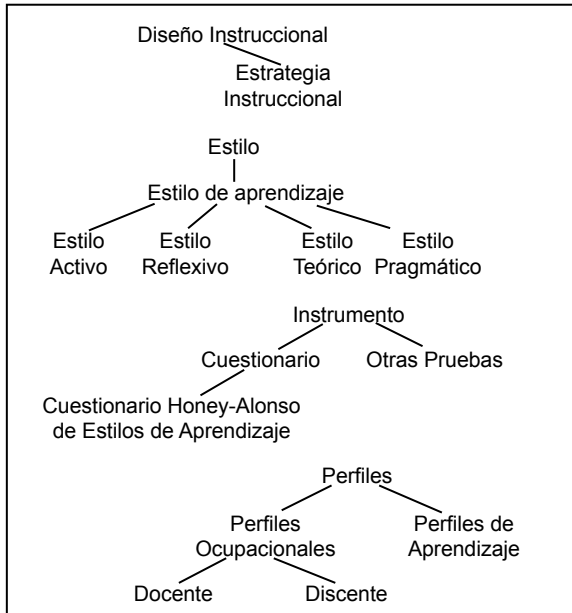 Diseño Instruccional
Estrategia
Instruccional
Estilo
Estilo de aprendizaje
Estilo
Activo
Estilo
Reflexivo
Estilo
Teórico
Estilo
Pragmático
Instrumento
Cuestionario
Otras Pruebas
Cuestionario Honey-Alonso
de Estilos de Aprendizaje
Perfiles
Perfiles
Ocupacionales
Perfiles de
Aprendizaje
Docente
Discente